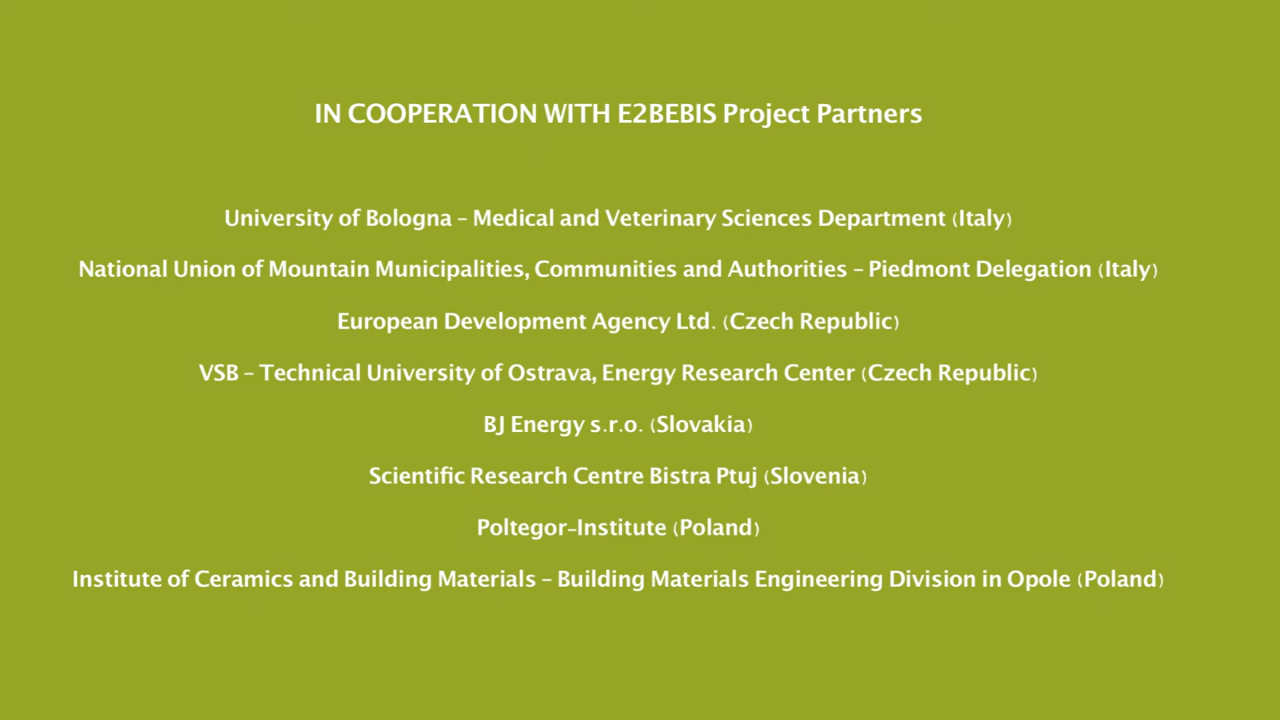 IN COOPERATION WITH E2BEBIS Project Partners
University of Bologna – Medical and Veterinary Sciences Department (Italy)
National Union of Mountain Municipalities, Communities and Authorities – Piedmont Delegation (Italy)
European Development Agency Ltd. (Czech Republic)
VSB – Technical University of Ostrava, Energy Research Center (Czech Republic)
BJ Energy s.r.o. (Slovakia)
Scientific Research Centre Bistra Ptuj (Slovenia)
Poltegor-Institute (Poland)
Institute of Ceramics and Building Materials – Building Materials Engineering Division in Opole (Poland)